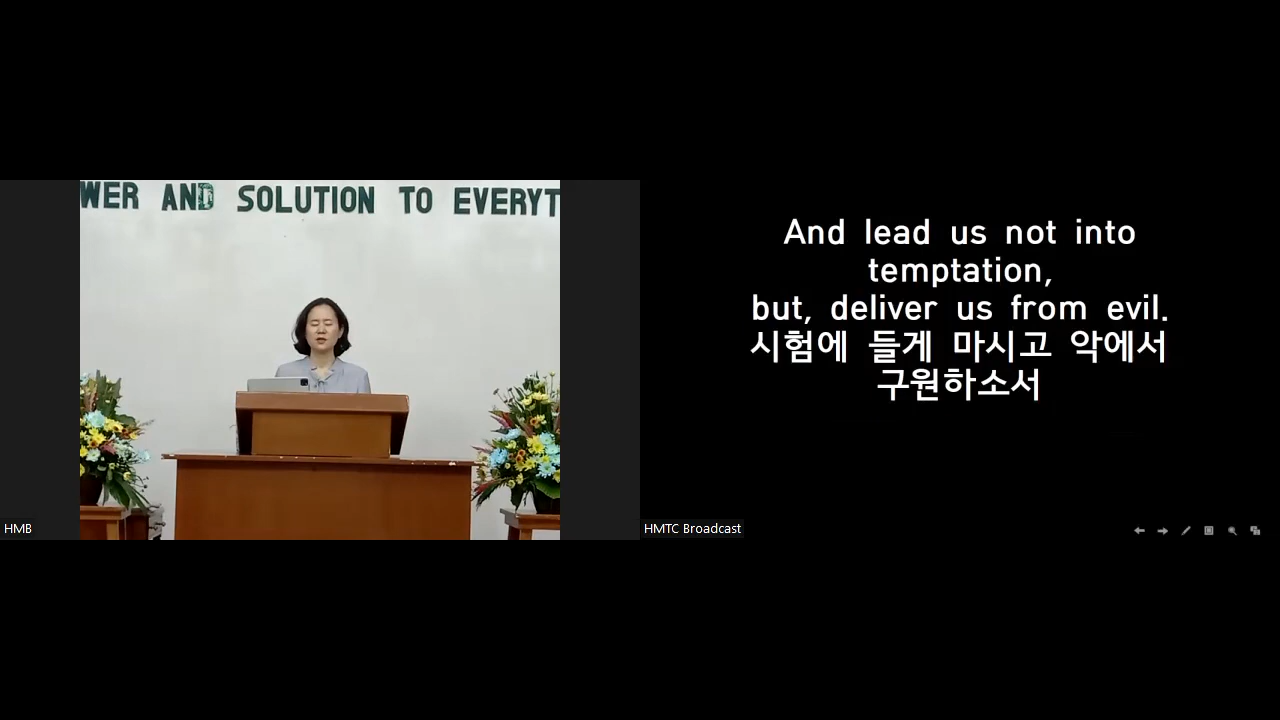 WER AND SOLUTION TO EVERYT
And lead us not into
temptation,
but, deliver us from evil.
시험에 들게 마시고 악에서
구원하소서
HMB
HMTC Broadcast